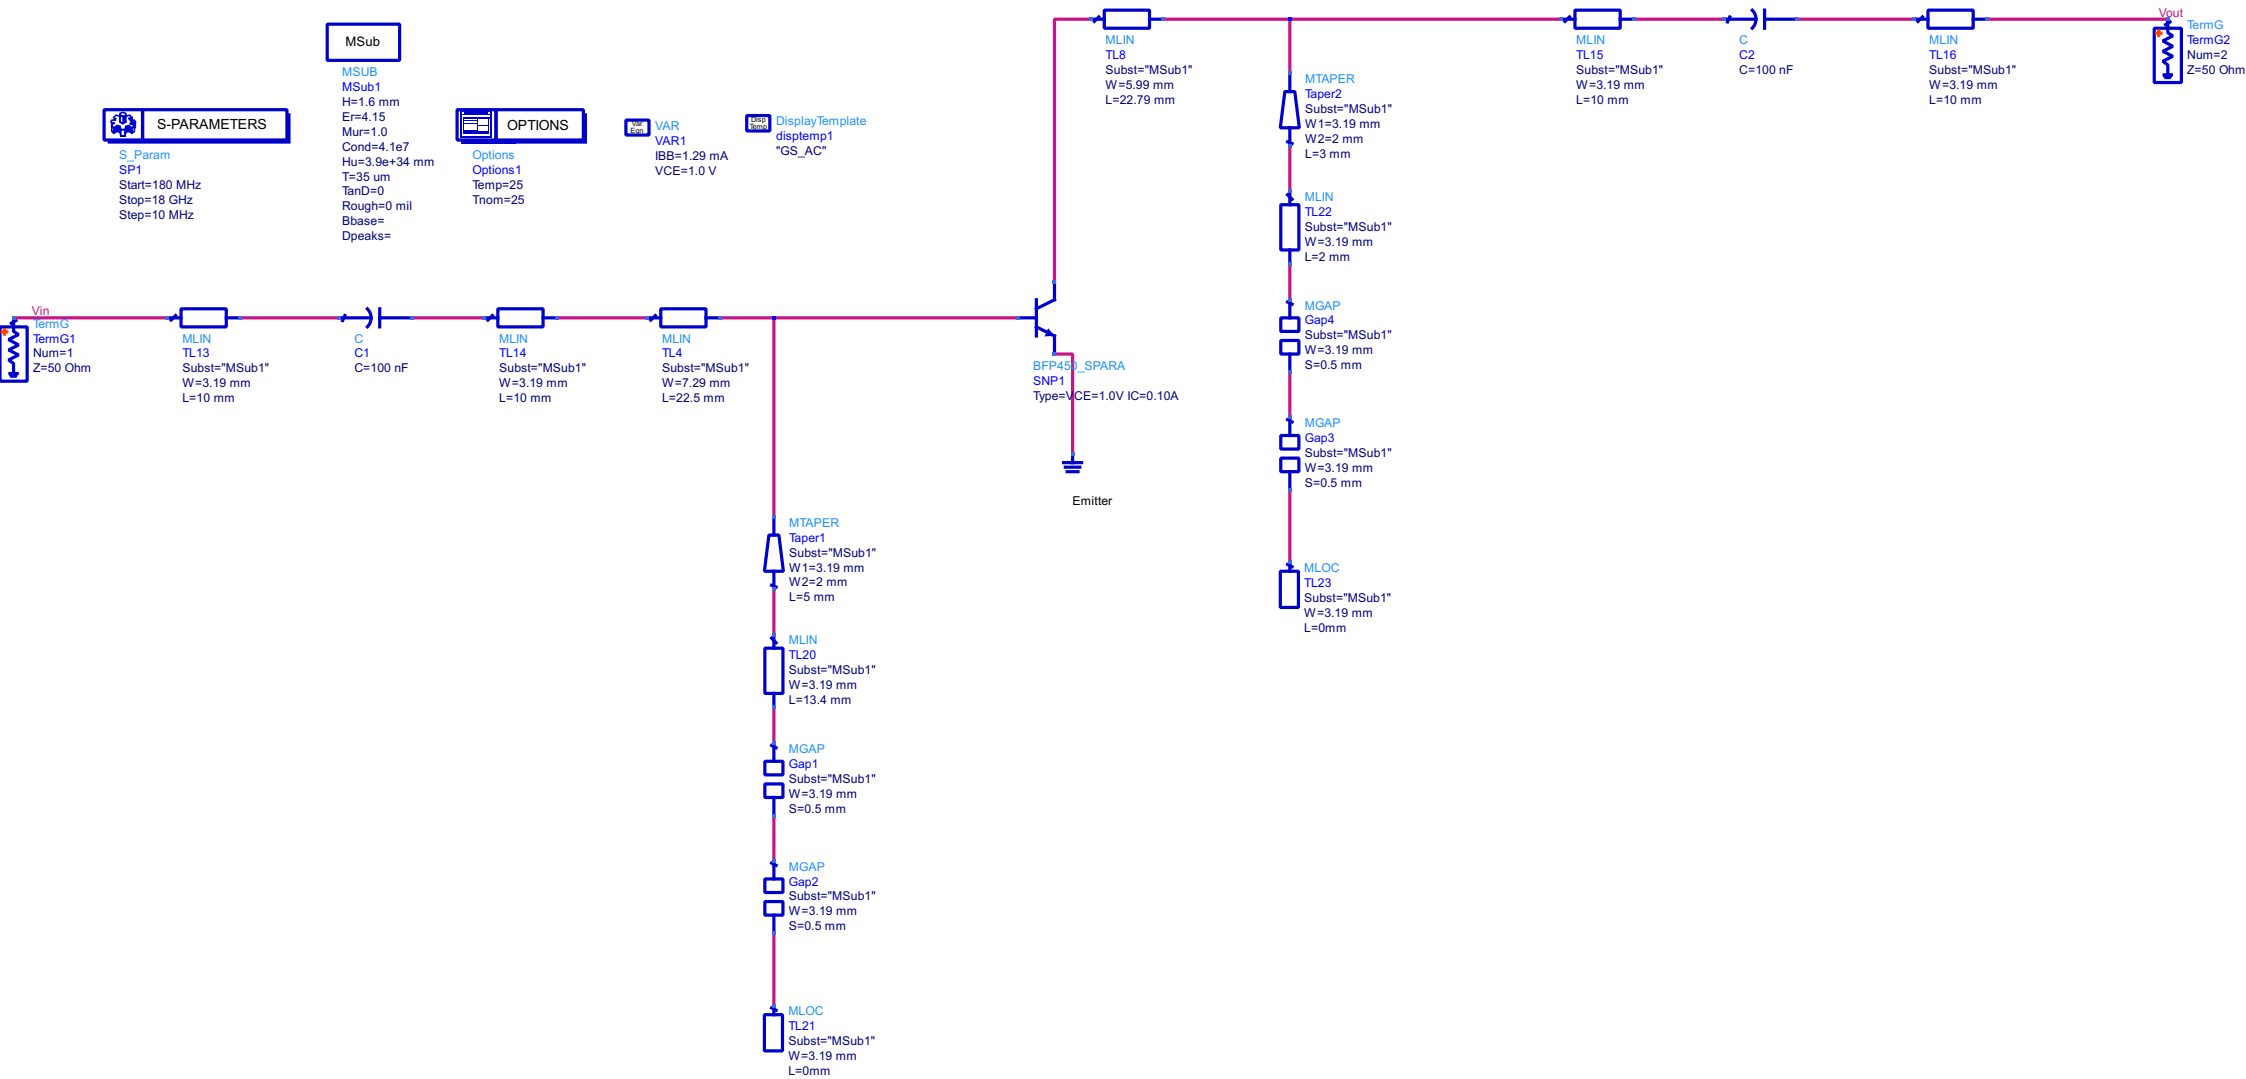 MSub
MSUB
MSub1
H=1.6 mm
Er=4.15
Mur=1.0
Cond=4.1e7
Hu=3.9e+34 mm
T=35 um
TanD=0
Rough=0 mil
Bbase=
Dpeaks=
S-PARAMETERS
S_Param
SP1
Start=180 MHz
Stop=18 GHz
Step=10 MHz
OPTIONS
Options
Options1
Temp=25
Tnom=25
Var
Eqn
VAR
VAR1
IBB=1.29 mA
VCE=1.0 V
Disp
Temp
DisplayTemplate
disptemp1
"GS_AC"
MLIN
TL8
Subst="MSub1"
W=5.99 mm
L=22.79 mm
MLIN
TL15
Subst="MSub1"
W=3.19 mm
L=10 mm
C
C2
C=100 nF
MLIN
TL16
Subst="MSub1"
W=3.19 mm
L=10 mm
Vout
TermG
TermG2
Num=2
Z=50 Ohm
MTAPER
Taper2
Subst="MSub1"
W1=3.19 mm
W2=2 mm
L=3 mm
MLIN
TL22
Subst="MSub1"
W=3.19 mm
L=2 mm
MGAP
Gap4
Subst="MSub1"
W=3.19 mm
S=0.5 mm
MGAP
Gap3
Subst="MSub1"
W=3.19 mm
S=0.5 mm
MLOC
TL23
Subst="MSub1"
W=3.19 mm
L=0mm
Vin
TermG
TermG1
Num=1
Z=50 Ohm
MLIN
TL13
Subst="MSub1"
W=3.19 mm
L=10 mm
C
C1
C=100 nF
MLIN
TL14
Subst="MSub1"
W=3.19 mm
L=10 mm
MLIN
TL4
Subst="MSub1"
W=7.29 mm
L=22.5 mm
BFP450_SPARA
SNP1
Type=VCE=1.0V IC=0.10A
Emitter
MTAPER
Taper1
Subst="MSub1"
W1=3.19 mm
W2=2 mm
L=5 mm
MLIN
TL20
Subst="MSub1"
W=3.19 mm
L=13.4 mm
MGAP
Gap1
Subst="MSub1"
W=3.19 mm
S=0.5 mm
MGAP
Gap2
Subst="MSub1"
W=3.19 mm
S=0.5 mm
MLOC
TL21
Subst="MSub1"
W=3.19 mm
L=0mm